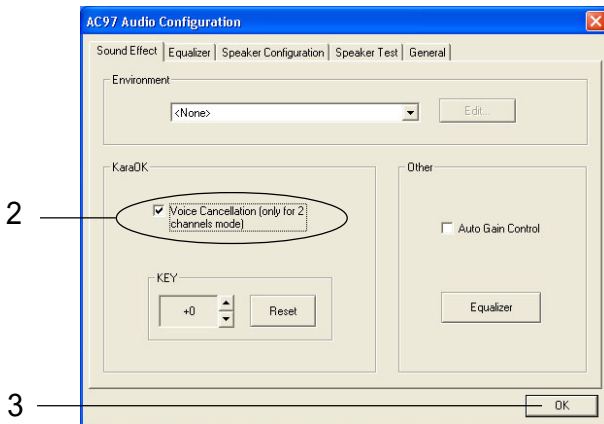 AC97 Audio Configuration
Sound Effect Equalizer Speaker Configuration Speaker Test General
Environment
<None>
Edit...
KaraOK
Other
2
Voice Cancellation (only for 2
channels mode)
Auto Gain Control
KEY
+0
Reset
Equalizer
3
OK